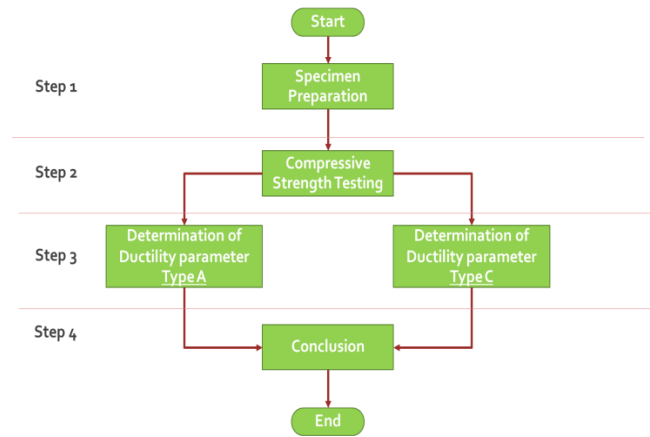 Start
Step 1
Specimen
Preparation
Step 2
Compressive
Strength Testing
Step 3
Determination of
Ductility parameter
Type A
Determination of
Ductility parameter
Type C
Step 4
Conclusion
End